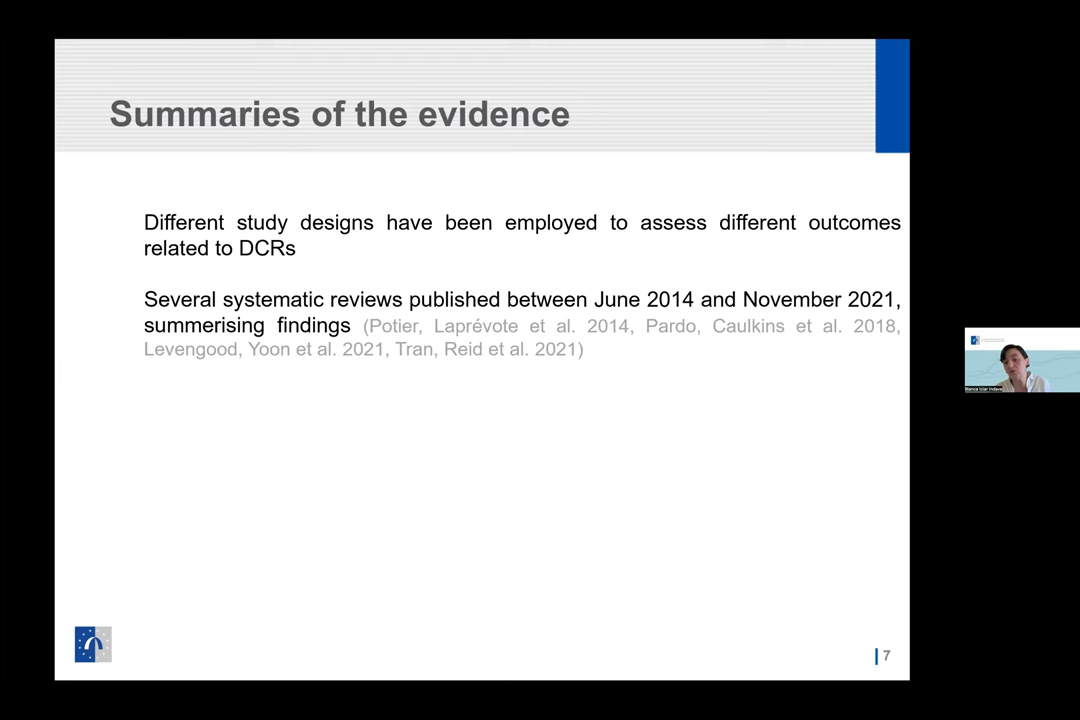 Summaries of the evidence
Different study designs have been employed to assess different outcomes
related to DCRs
Several systematic reviews published between June 2014 and November 2021,
summerising findings (Potier, Laprévote et al. 2014, Pardo, Caulkins et al. 2018,
Levengood, Yoon et al. 2021, Tran, Reid et al. 2021)
7